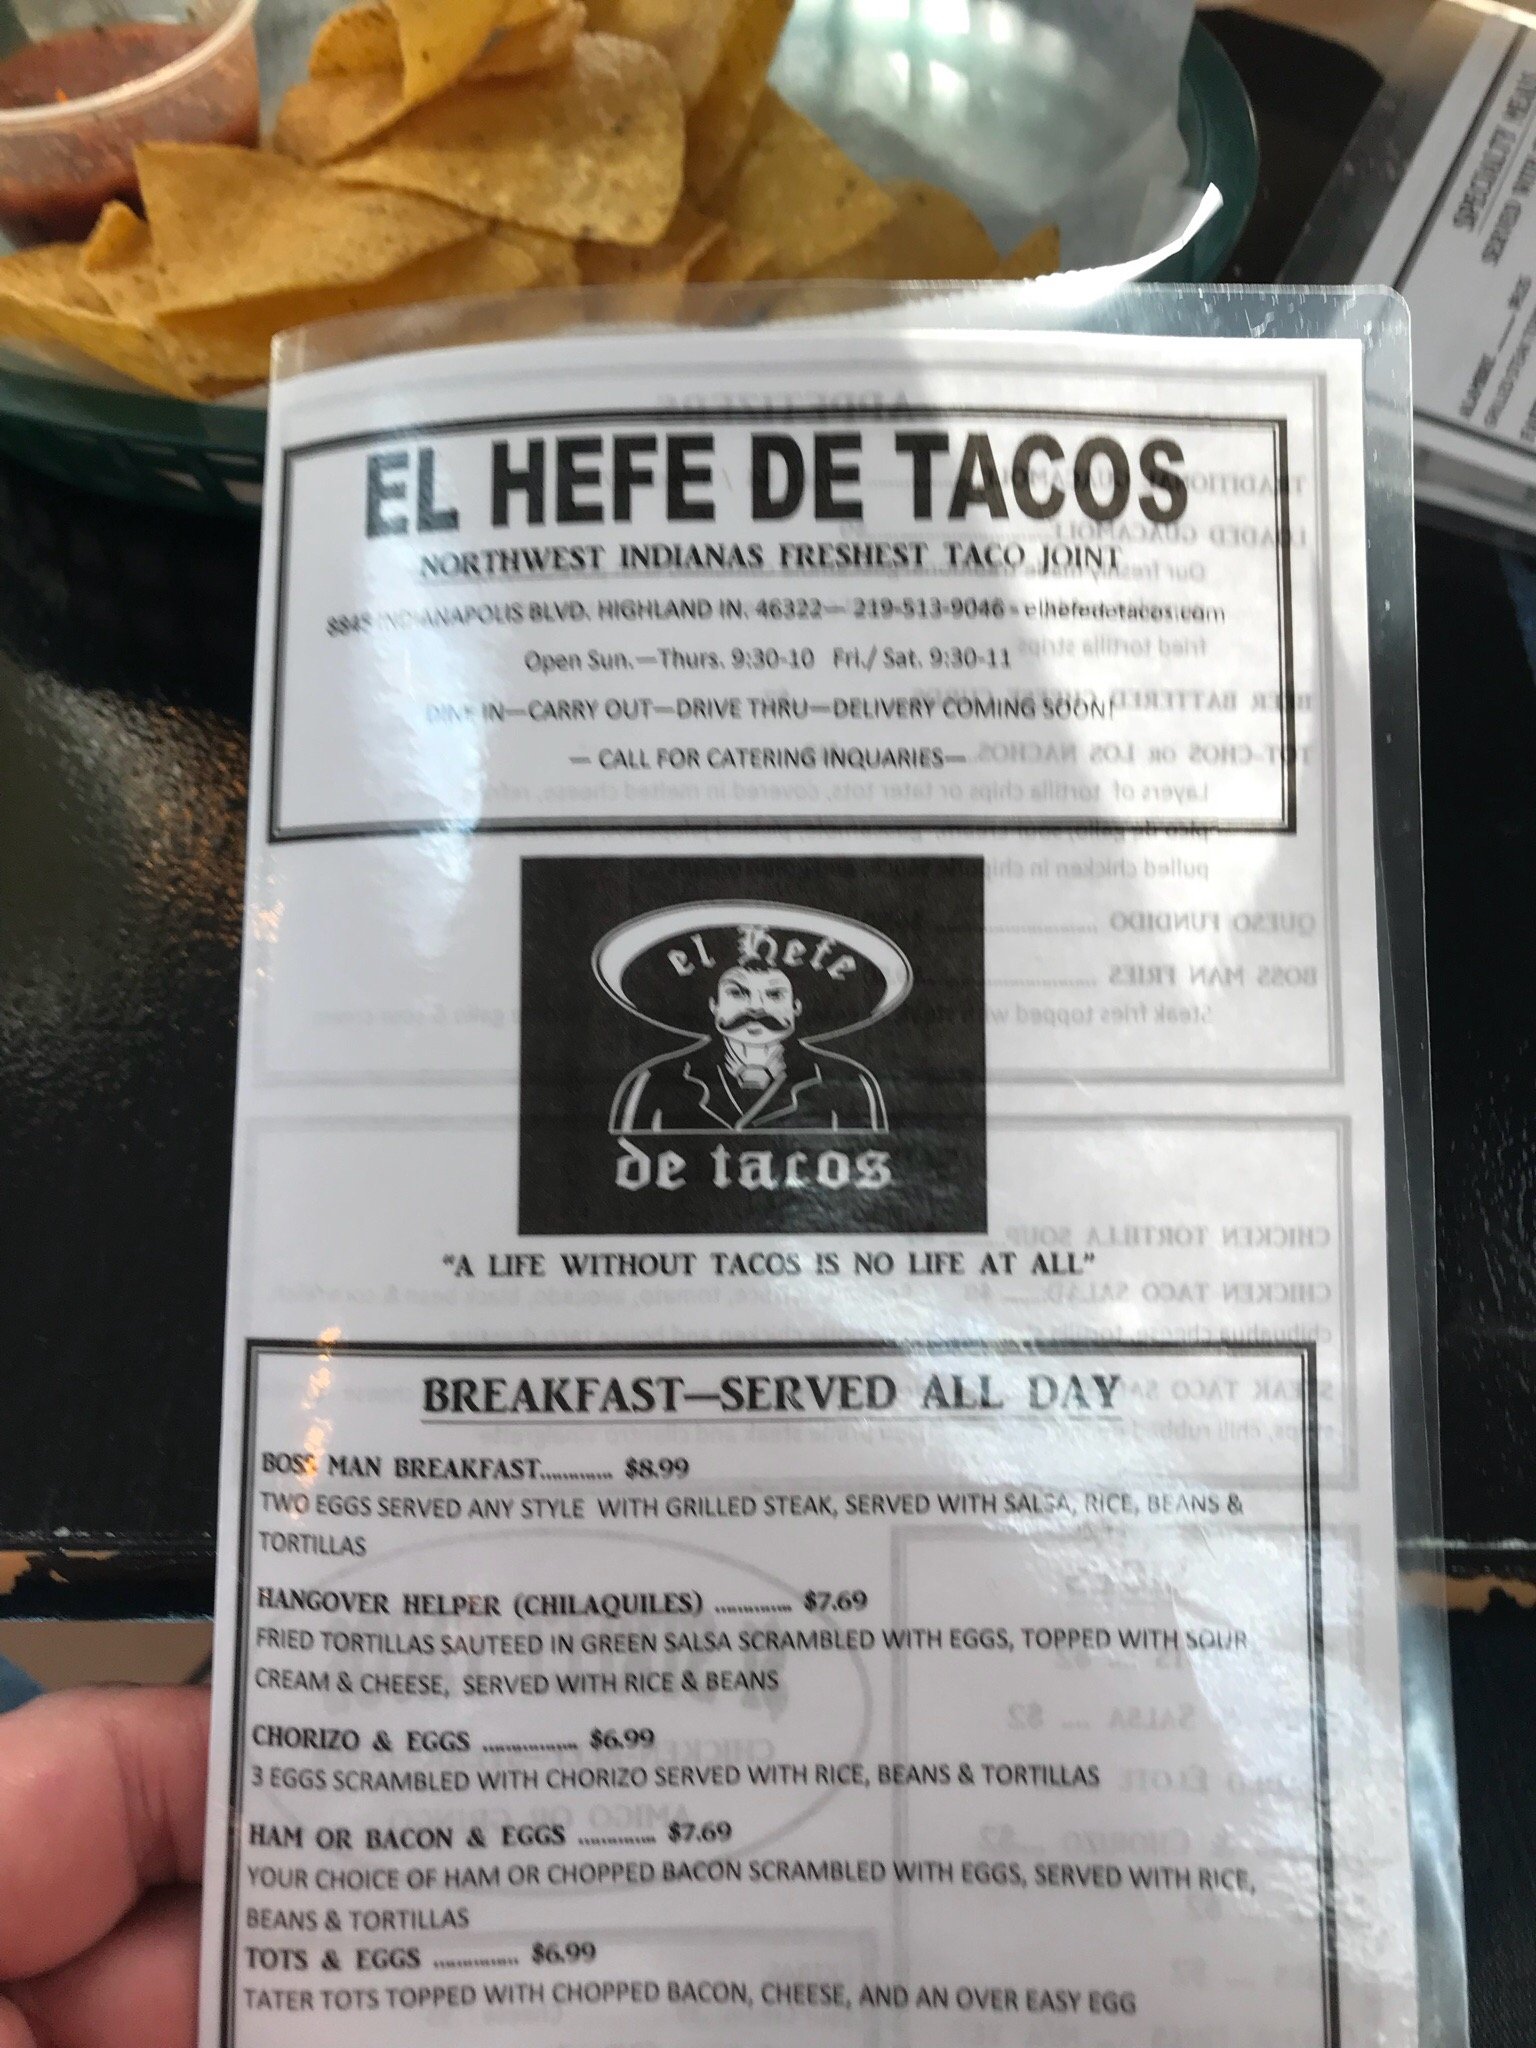 EL HEFE DE TACOS
NORTHWEST INDIANAS FRESHEST TACO JOINT
8845 INDIANAPOLIS BLVD. HIGHLAND IN. 46322— 219-513-9046 - elhefedetacos.com
Open Sun.—Thurs. 9:30-10 Fri./ Sat. 9:30-11
DINE IN—CARRY OUT—DRIVE THRU—DELIVERY COMING SOON!
— CALL FOR CATERING INQUARIES—
el Hefe
de tacos
"A LIFE WITHOUT TACOS IS NO LIFE AT ALL"
BREAKFAST—SERVED ALL DAY
BOSS MAN BREAKFAST............. $8.99
TWO EGGS SERVED ANY STYLE WITH GRILLED STEAK, SERVED WITH SALSA, RICE, BEANS &
TORTILLAS
HANGOVER HELPER (CHILAQUILES) .............. $7.69
FRIED TORTILLAS SAUTEED IN GREEN SALSA SCRAMBLED WITH EGGS, TOPPED WITH SOUR
CREAM & CHEESE, SERVED WITH RICE & BEANS
CHORIZO & EGGS ................. $6.99
3 EGGS SCRAMBLED WITH CHORIZO SERVED WITH RICE, BEANS & TORTILLAS
HAM OR BACON & EGGS .............. $7.69
YOUR CHOICE OF HAM OR CHOPPED BACON SCRAMBLED WITH EGGS, SERVED WITH RICE,
BEANS & TORTILLAS
TOTS & EGGS ............... $6.99
TATER TOTS TOPPED WITH CHOPPED BACON, CHEESE, AND AN OVER EASY EGG
SPECIALTY
SERVED WITH